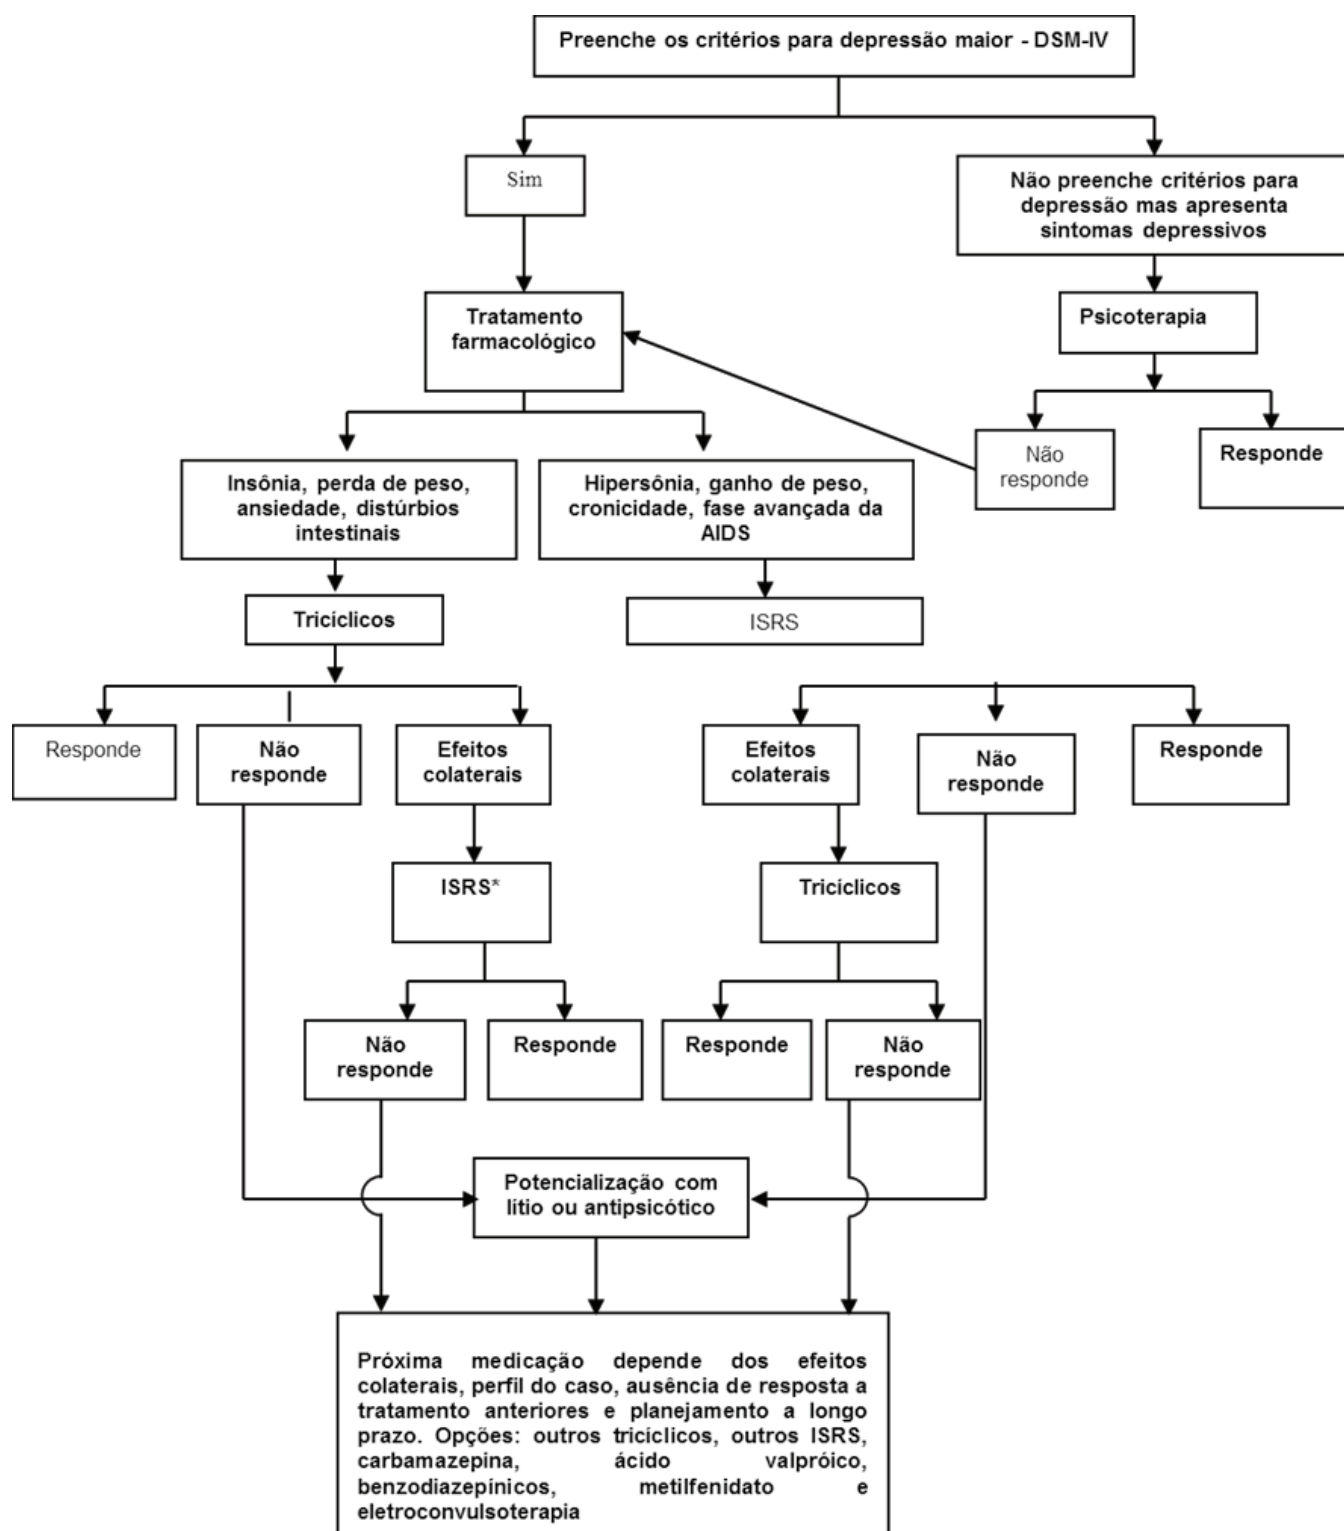 Preenche os critérios para depressão maior - DSM-IV
Sim
Não preenche critérios para
depressão mas apresenta
sintomas depressivos
Tratamento
farmacológico
Psicoterapia
Não
responde
Responde
Insônia, perda de peso,
ansiedade, distúrbios
intestinais
Hipersônia, ganho de peso,
cronicidade, fase avançada da
AIDS
Tricíclicos
ISRS
Responde
Não
responde
Efeitos
colaterais
Efeitos
colaterais
Não
responde
Responde
ISRS*
Tricíclicos
Não
responde
Responde
Responde
Não
responde
Potencialização com
lítio ou antipsicótico
Próxima medicação depende dos efeitos
colaterais, perfil do caso, ausência de resposta a
tratamento anteriores e planejamento a longo
prazo. Opções: outros tricíclicos, outros ISRS,
carbamazepina, ácido valpróico,
benzodiazepínicos, metilfenidato e
eletroconvulsoterapia